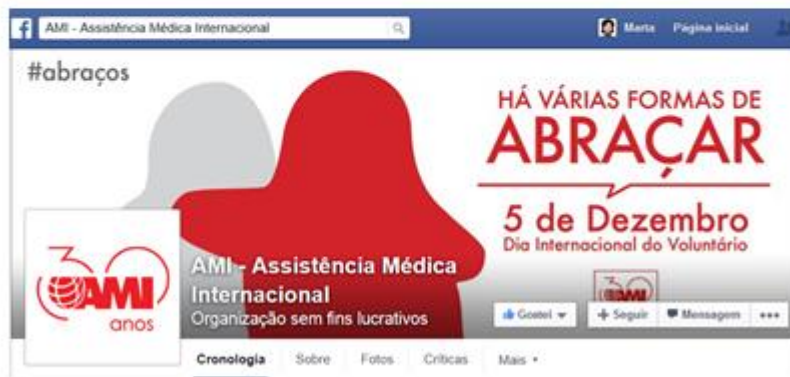 AMI - Assistência Médica Internacional
Marta Página inicial
#abraços
HÁ VÁRIAS FORMAS DE
ABRAÇAR
5 de Dezembro
Dia Internacional do Voluntário
AMI
30
AMI
anos
AMI - Assistência Médica
Internacional
Organização sem fins lucrativos
Gostei
+ Seguir
Mensagem
Cronologia Sobre Fotos Críticas Mais